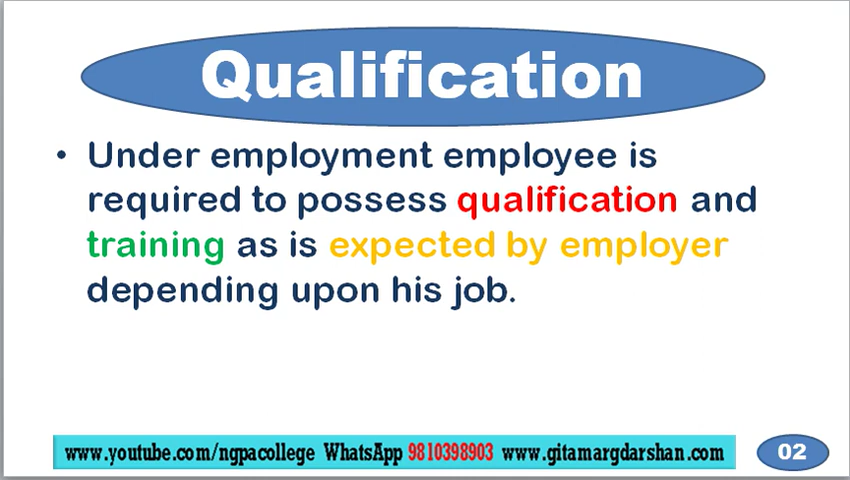 Qualification
• Under employment employee is
required to possess qualification and
training as is expected by employer
depending upon his job.
www.youtube.com/ngpacollege WhatsApp 9810398903 www.gitamargdarshan.com
02